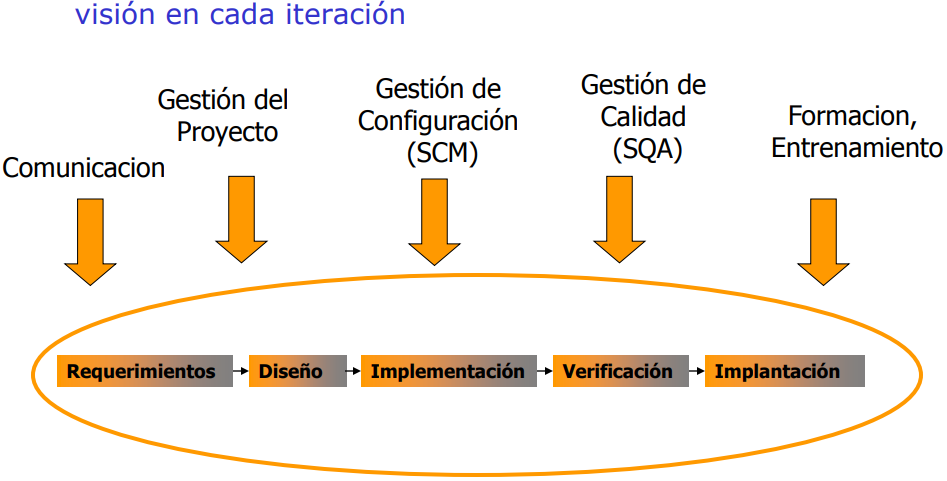 visión en cada iteración
Comunicacion
Gestión del
Proyecto
Gestión de
Configuración
(SCM)
Gestión de
Calidad
(SQA)
Formacion,
Entrenamiento
Requerimientos
Diseño
Implementación
Verificación
Implantación